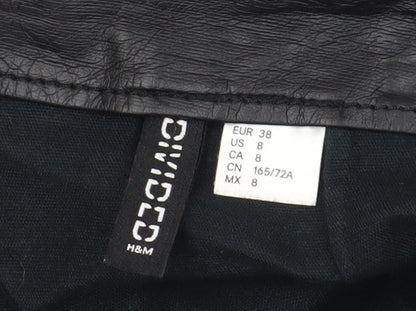 DIVIDED
H&M
EUR 38
US 8
CA 8
CN 165/72A
MX 8